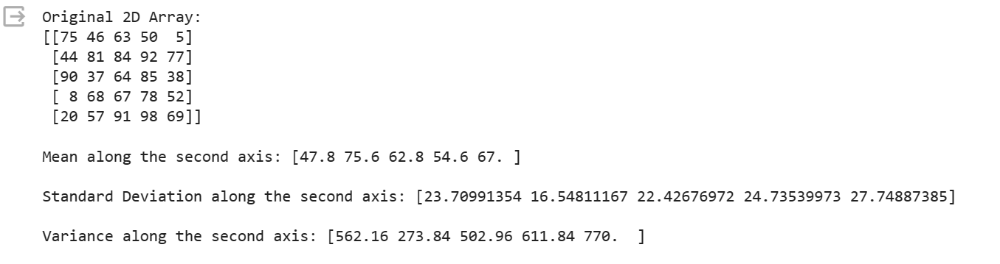 Original 2D Array:
[[75 46 63 50  5]
 [44 81 84 92 77]
 [90 37 64 85 38]
 [ 8 68 67 78 52]
 [20 57 91 98 69]]
Mean along the second axis: [47.8 75.6 62.8 54.6 67. ]
Standard Deviation along the second axis: [23.70991354 16.54811167 22.42676972 24.73539973 27.74887385]
Variance along the second axis: [562.16 273.84 502.96 611.84 770.  ]